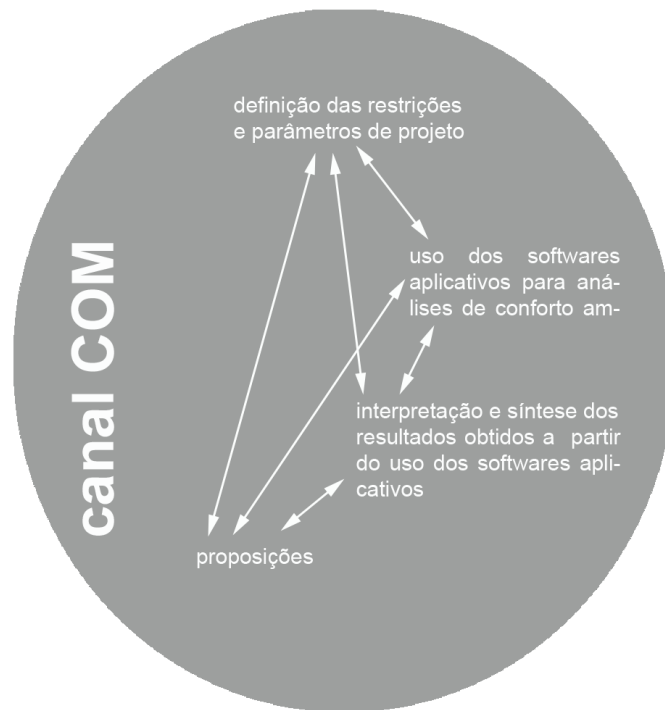 definição das restrições
e parâmetros de projeto
canal COM
uso dos softwares
aplicativos para aná-
lises de conforto am-
interpretação e síntese dos
resultados obtidos a partir
do uso dos softwares apli-
cativos
proposições